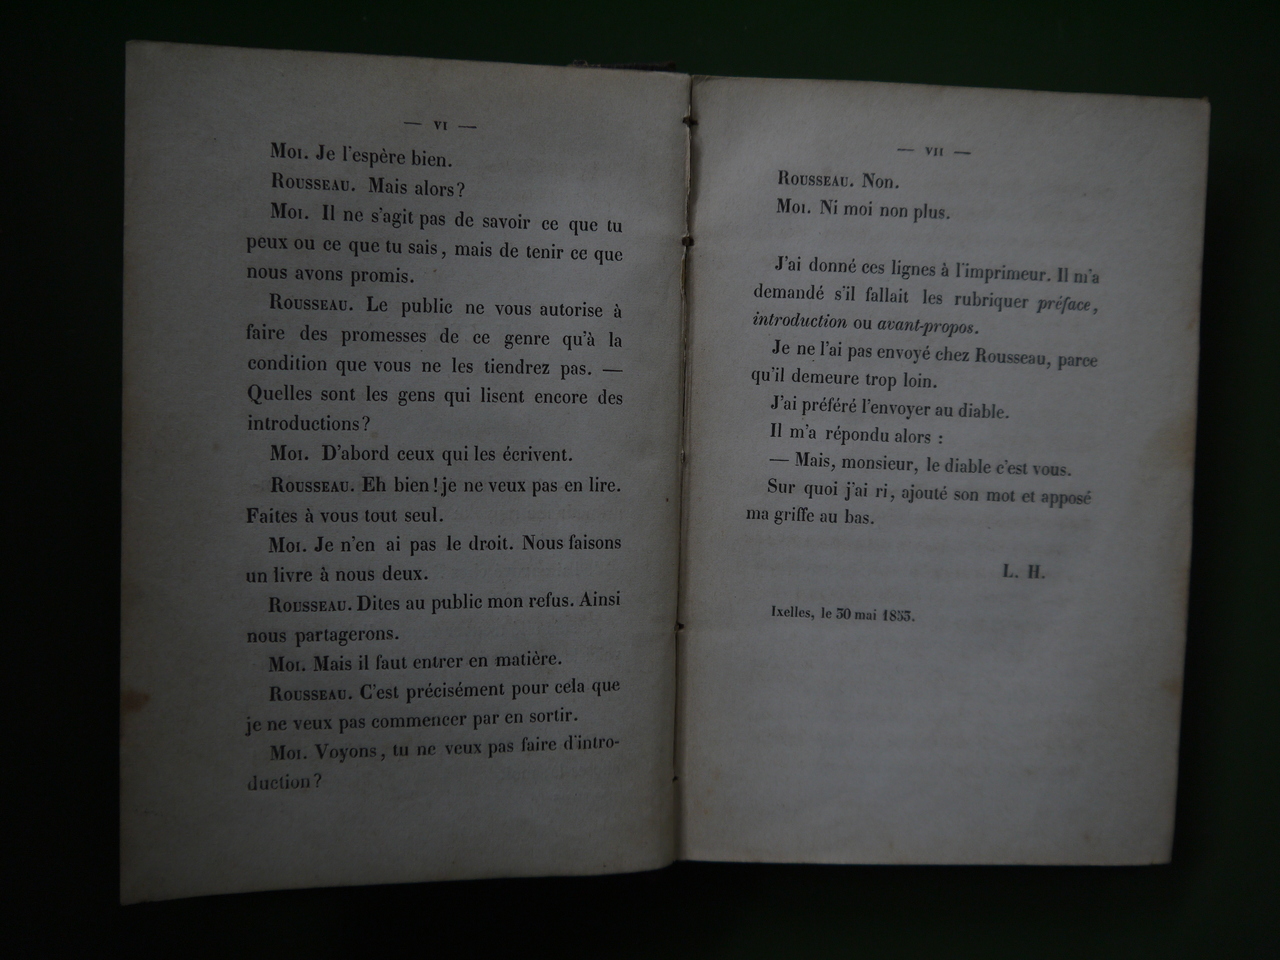 — VI —
Moi. Je l'espère bien.
Rousseau. Mais alors?
Moi. Il ne s'agit pas de savoir ce que tu
peux ou ce que tu sais, mais de tenir ce que
nous avons promis.
Rousseau. Le public ne vous autorise à
faire des promesses de ce genre qu'à la
condition que vous ne les tiendrez pas. —
Quelles sont les gens qui lisent encore des
introductions?
Moi. D'abord ceux qui les écrivent.
Rousseau. Eh bien! je ne veux pas en lire.
Faites à vous tout seul.
Moi. Je n'en ai pas le droit. Nous faisons
un livre à nous deux.
Rousseau. Dites au public mon refus. Ainsi
nous partagerons.
Moi. Mais il faut entrer en matière.
Rousseau. C'est précisément pour cela que
je ne veux pas commencer par en sortir.
Moi. Voyons, tu ne veux pas faire d'intro-
duction?
— VII —
Rousseau. Non.
Moi. Ni moi non plus.
J'ai donné ces lignes à l'imprimeur. Il m'a
demandé s'il fallait les rubriquer préface,
introduction ou avant-propos.
Je ne l'ai pas envoyé chez Rousseau, parce
qu'il demeure trop loin.
J'ai préféré l'envoyer au diable.
Il m'a répondu alors :
— Mais, monsieur, le diable c'est vous.
Sur quoi j'ai ri, ajouté son mot et apposé
ma griffe au bas.
L. H.
Ixelles, le 30 mai 1853.